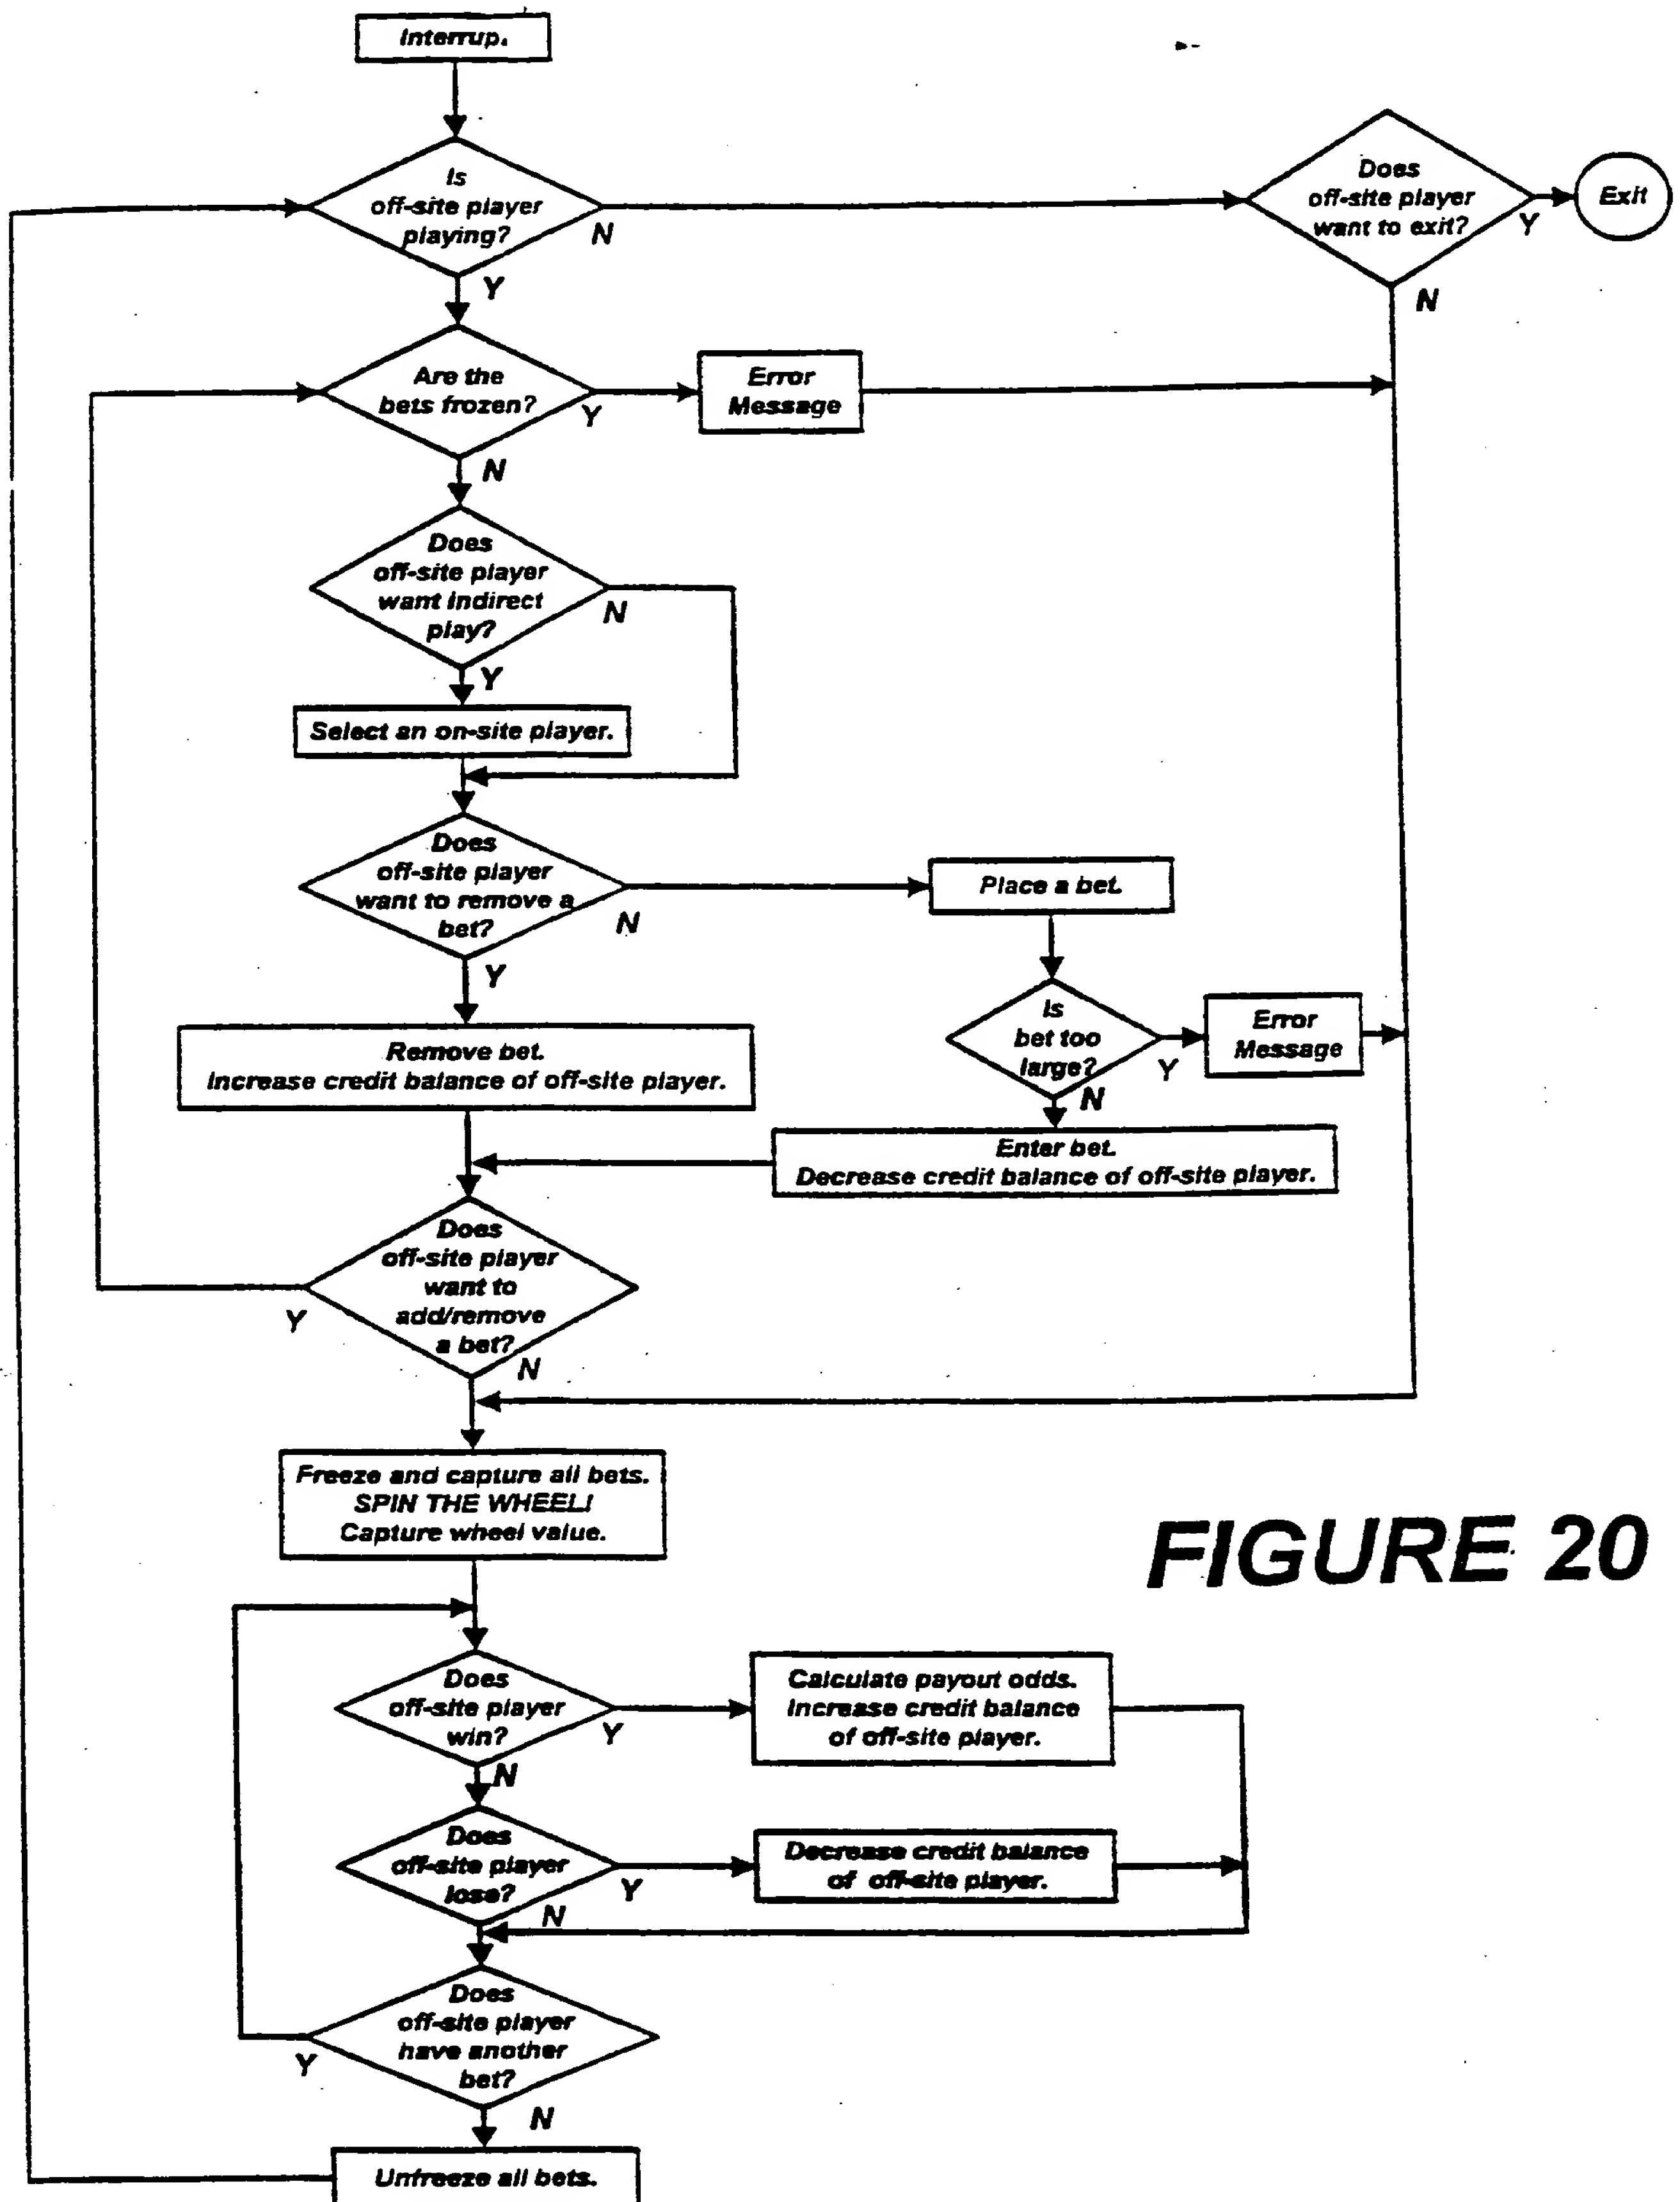 Interrup.
Is
off-site player
playing?
N
Y
Does
off-site player
want to exit?
Y
N
Exit
Are the
bets frozen?
Y
N
Error
Message
Does
off-site player
want indirect
play?
N
Y
Select an on-site player.
Does
off-site player
want to remove a
bet?
N
Y
Place a bet.
Is
bet too
large?
Y
N
Error
Message
Remove bet.
Increase credit balance of off-site player.
Enter bet.
Decrease credit balance of off-site player.
Does
off-site player
want to
add/remove
a bet?
Y
N
Freeze and capture all bets.
SPIN THE WHEEL!
Capture wheel value.
FIGURE 20
Does
off-site player
win?
Y
N
Calculate payout odds.
Increase credit balance
of off-site player.
Does
off-site player
lose?
Y
N
Decrease credit balance
of off-site player.
Does
off-site player
have another
bet?
Y
N
Unfreeze all bets.